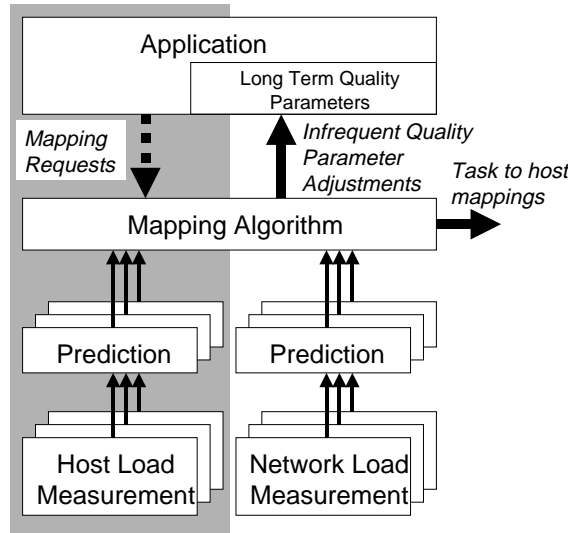 Application
Long Term Quality
Parameters
Mapping
Requests
Infrequent Quality
Parameter
Adjustments
Task to host
mappings
Mapping Algorithm
Prediction
Prediction
Host Load
Measurement
Network Load
Measurement